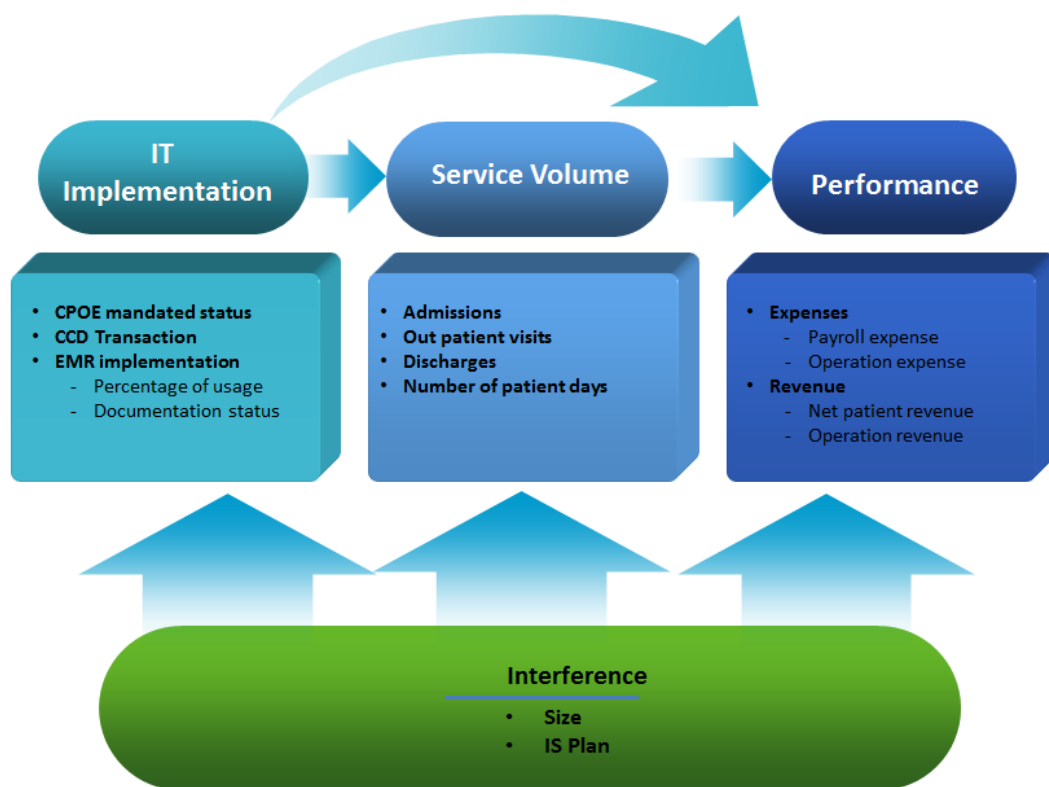 IT
Implementation
Service Volume
Performance
• CPOE mandated status
• CCD Transaction
• EMR implementation
- Percentage of usage
- Documentation status
• Admissions
• Out patient visits
• Discharges
• Number of patient days
• Expenses
- Payroll expense
- Operation expense
• Revenue
- Net patient revenue
- Operation revenue
Interference
• Size
• IS Plan